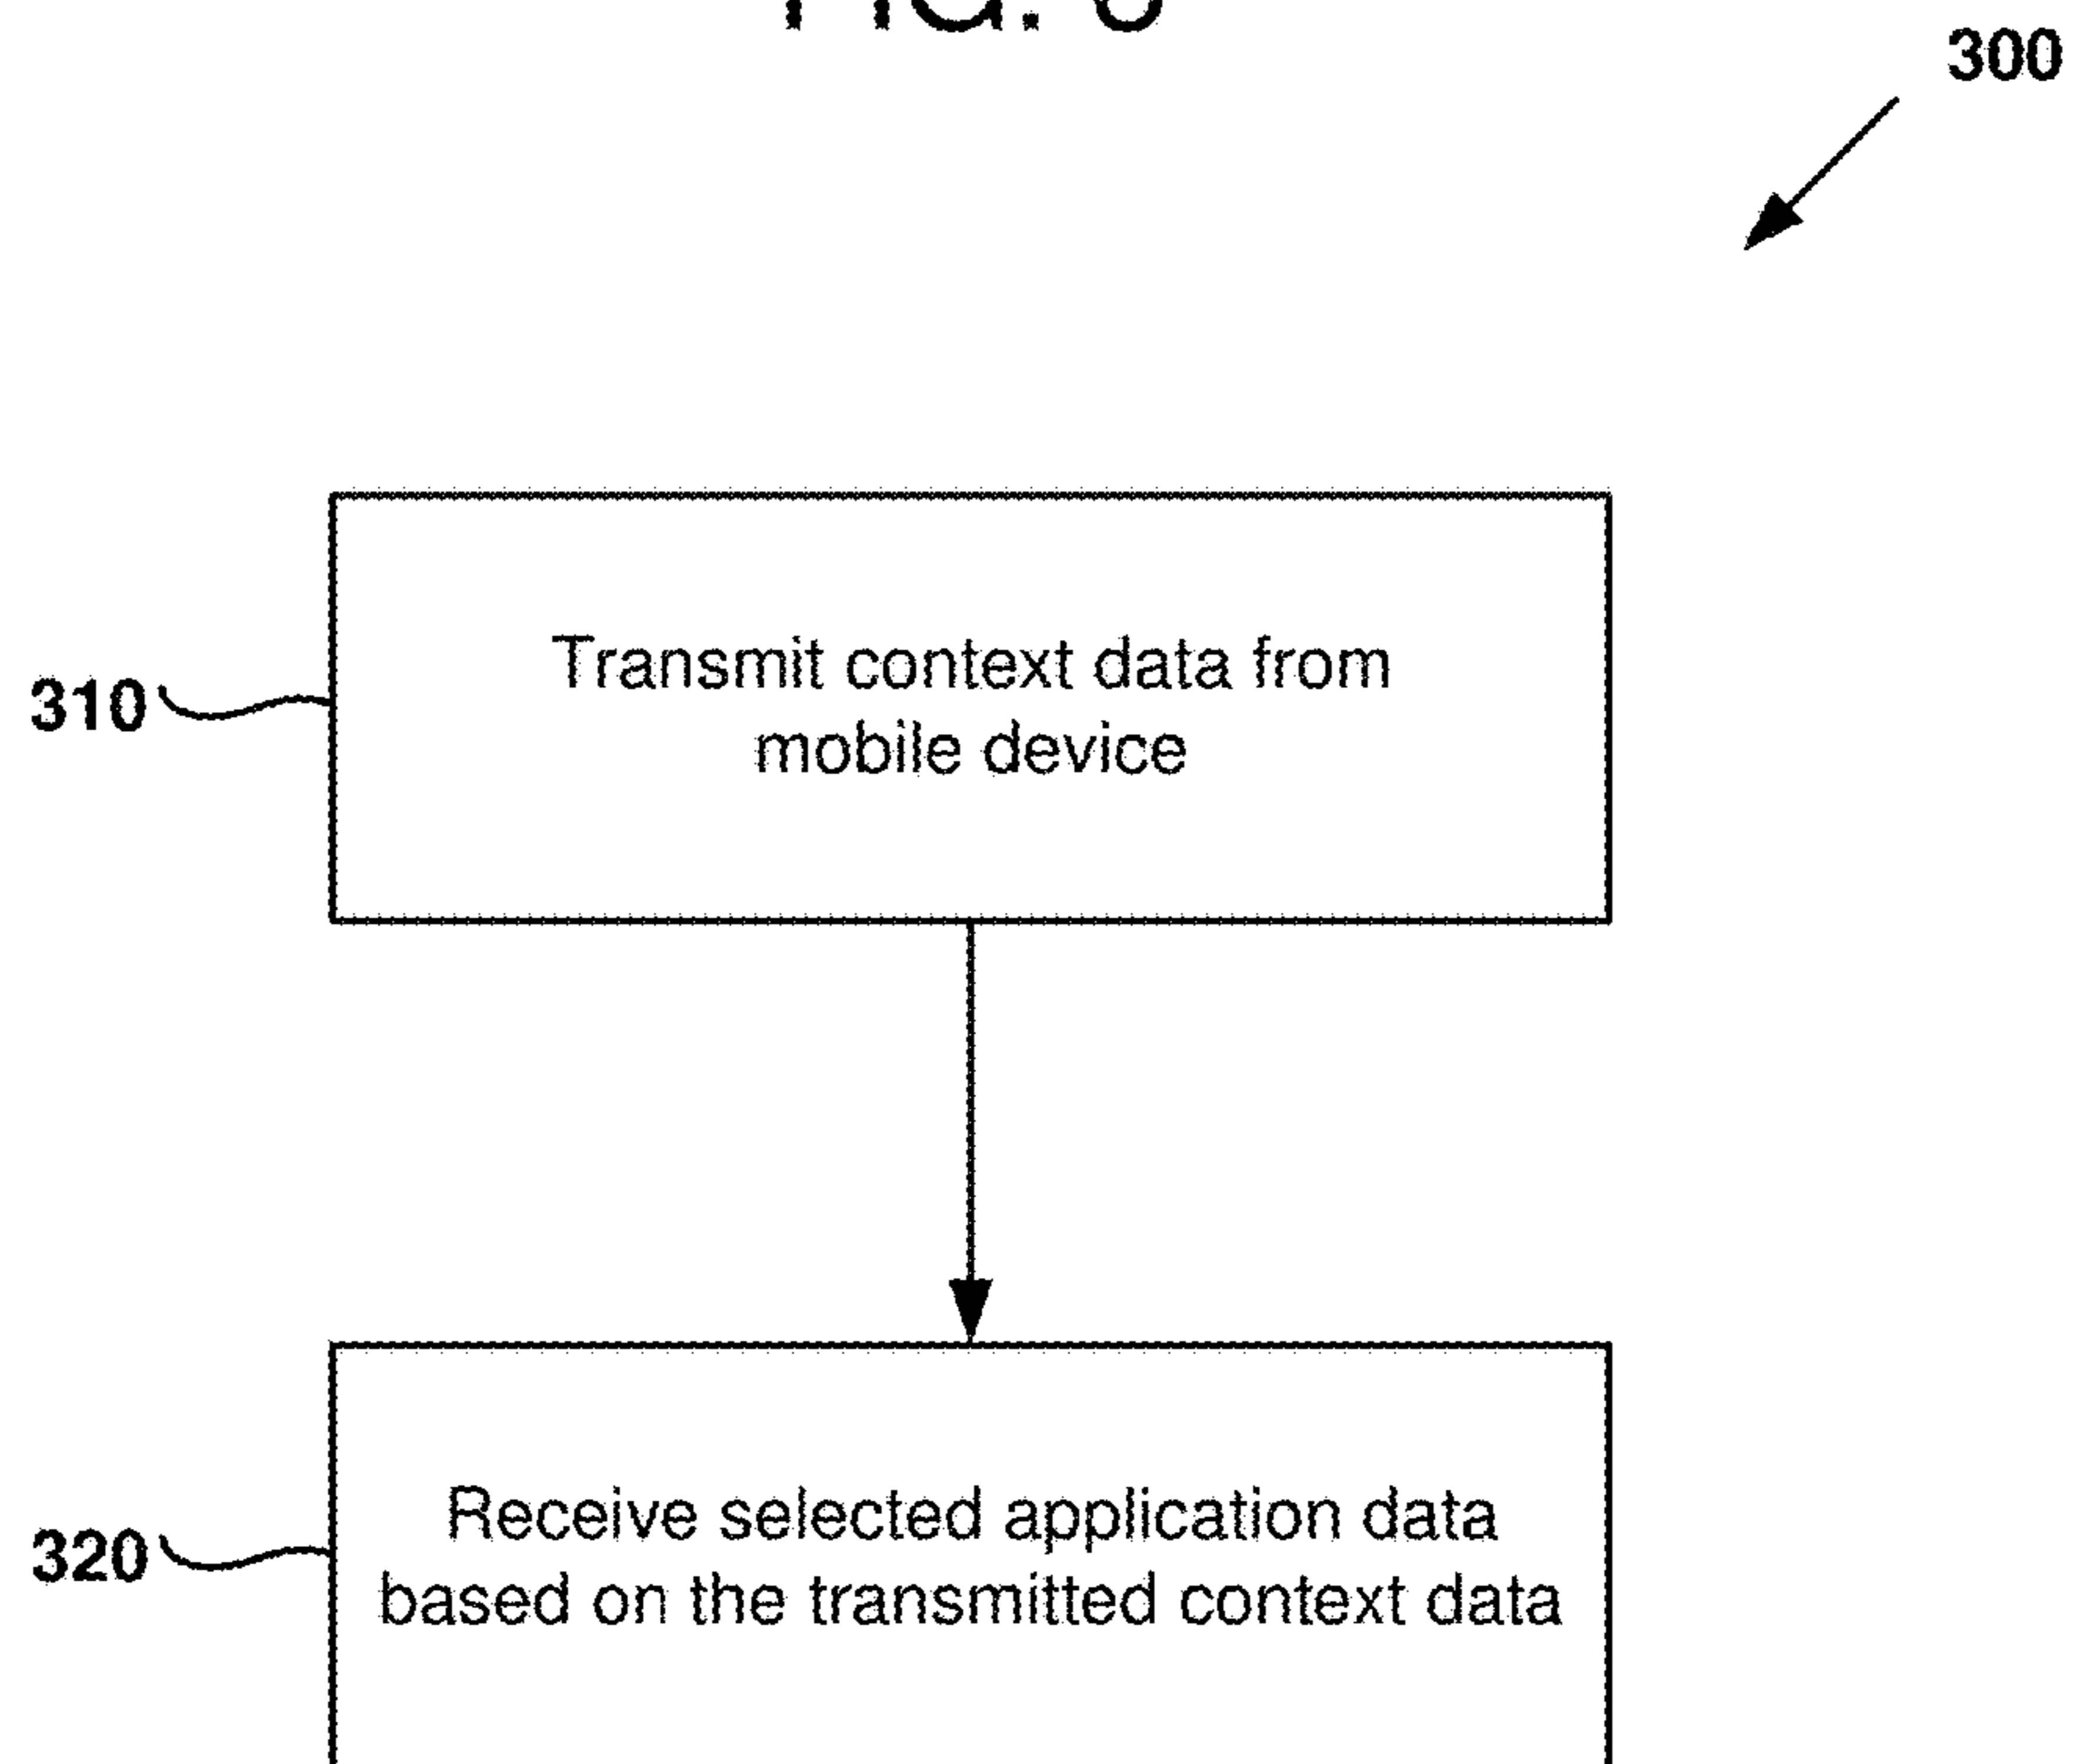 FIG.
300
310
Transmit context data from
mobile device
320
Receive selected application data
based on the transmitted context data